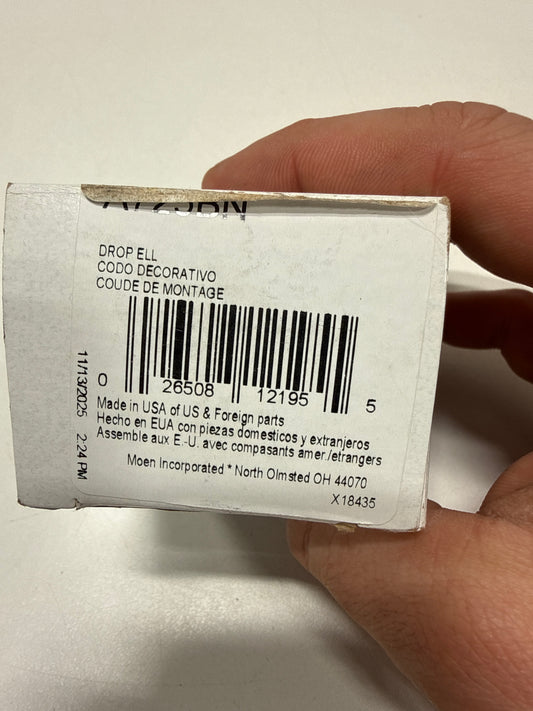 A725BN
DROP ELL
CODO DECORATIVO
COUDE DE MONTAGE
0 26508 12195 5
11/13/2025 2:24 PM
Made in USA of US & Foreign parts
Hecho en EUA con piezas domesticos y extranjeros
Assemble aux E.-U. avec compasants amer./etrangers
Moen Incorporated * North Olmsted OH 44070
X18435